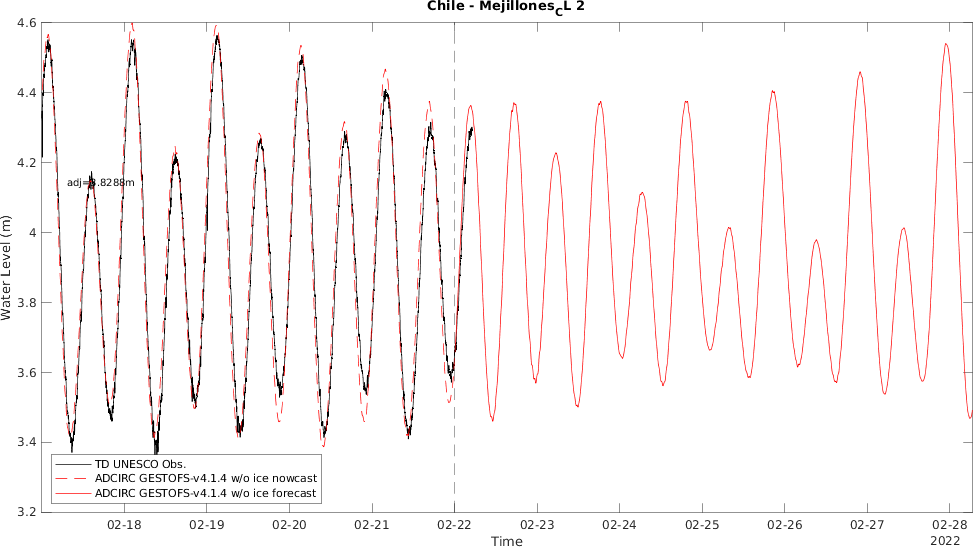 Chile - Mejillones_CL 2
4.6
4.4
4.2
4
3.8
3.6
3.4
3.2
Water Level (m)
adj=3.8288m
TD UNESCO Obs.
ADCIRC GESTOFS-v4.1.4 w/o ice nowcast
ADCIRC GESTOFS-v4.1.4 w/o ice forecast
02-18 02-19 02-20 02-21 02-22 02-23 02-24 02-25 02-26 02-27 02-28
Time
2022